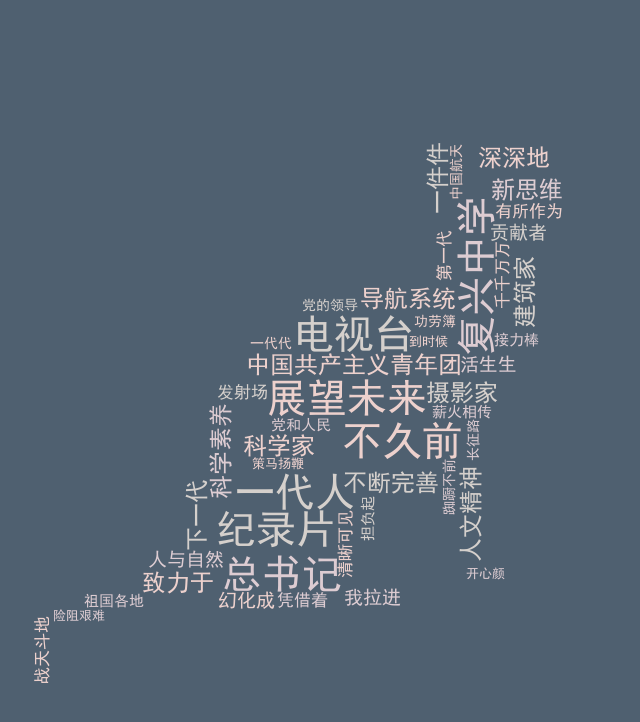 一件件
中国航天
深深地
新思维
有所作为
复兴中学
贡献者
第一代
千千万万
建筑家
导航系统
党的领导
电视台
功劳簿
一代代
到时候
接力棒
中国共产主义青年团
活生生
发射场
展望未来
摄影家
薪火相传
科学素养
党和人民
不久前
长征路
科学家
策马扬鞭
踟蹰不前
人文精神
一代人
不断完善
下一代
纪录片
清晰可见
担负起
人与自然
总书记
致力于
开心颜
祖国各地
幻化成
凭借着
我拉进
险阻艰难
战天斗地